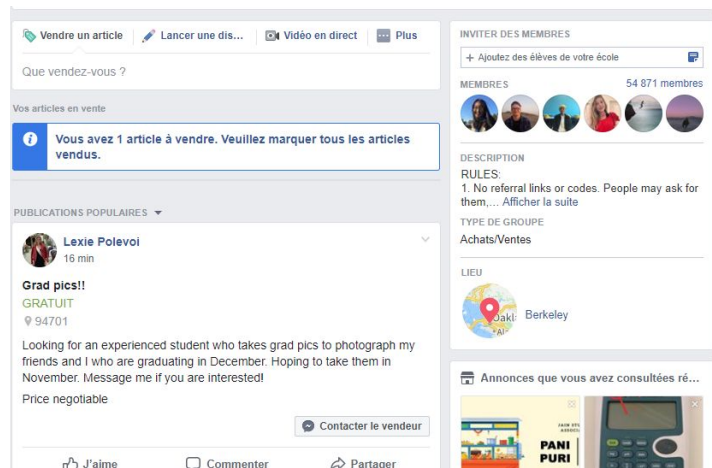 Vendre un article
Lancer une dis...
Vidéo en direct
Plus
Que vendez-vous ?
Vos articles en vente
Vous avez 1 article à vendre. Veuillez marquer tous les articles
vendus.
PUBLICATIONS POPULAIRES
Lexie Polevoi
16 min
Grad pics!!
GRATUIT
94701
Looking for an experienced student who takes grad pics to photograph my
friends and I who are graduating in December. Hoping to take them in
November. Message me if you are interested!
Price negotiable
Contacter le vendeur
J'aime
Commenter
Partager
INVITER DES MEMBRES
+ Ajoutez des élèves de votre école
MEMBRES
54 871 membres
DESCRIPTION
RULES:
1. No referral links or codes. People may ask for
them,... Afficher la suite
TYPE DE GROUPE
Achats/Ventes
LIEU
Berkeley
Annonces que vous avez consultées ré...
PANI
PURI